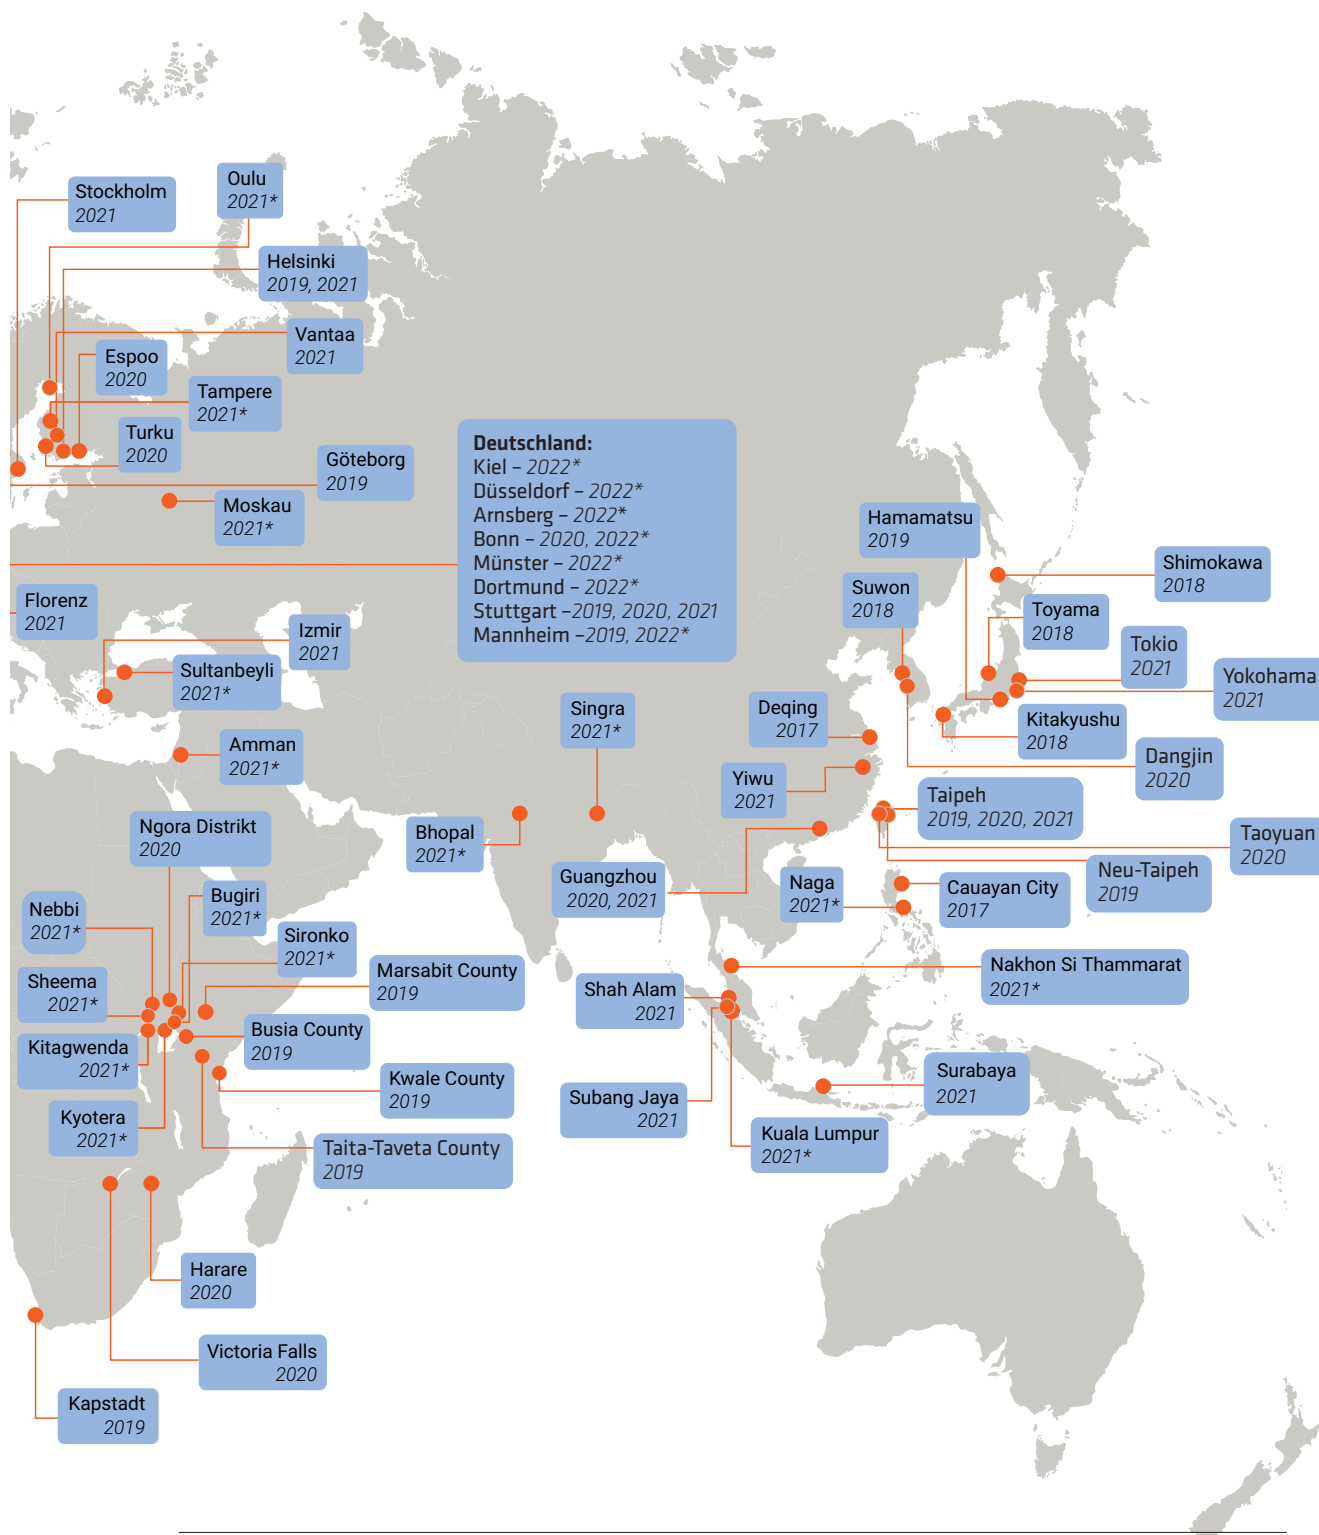 Stockholm
2021
Oulu
2021*
Helsinki
2019, 2021
Vantaa
2021
Espoo
2020
Tampere
2021*
Turku
2020
Göteborg
2019
Moskau
2021*
Deutschland:
Kiel – 2022*
Düsseldorf – 2022*
Arnsberg – 2022*
Bonn – 2020, 2022*
Münster – 2022*
Dortmund – 2022*
Stuttgart –2019, 2020, 2021
Mannheim –2019, 2022*
Hamamatsu
2019
Shimokawa
2018
Suwon
2018
Toyama
2018
Tokio
2021
Yokohama
2021
Florenz
2021
Izmir
2021
Sultanbeyli
2021*
Singra
2021*
Deqing
2017
Kitakyushu
2018
Dangjin
2020
Amman
2021*
Yiwu
2021
Taipeh
2019, 2020, 2021
Taoyuan
2020
Neu-Taipeh
2019
Ngora Distrikt
2020
Bhopal
2021*
Guangzhou
2020, 2021
Naga
2021*
Cauayan City
2017
Bugiri
2021*
Nebbi
2021*
Sironko
2021*
Marsabit County
2019
Nakhon Si Thammarat
2021*
Sheema
2021*
Shah Alam
2021
Busia County
2019
Kitagwenda
2021*
Kwale County
2019
Surabaya
2021
Subang Jaya
2021
Kyotera
2021*
Kuala Lumpur
2021*
Taita-Taveta County
2019
Harare
2020
Victoria Falls
2020
Kapstadt
2019